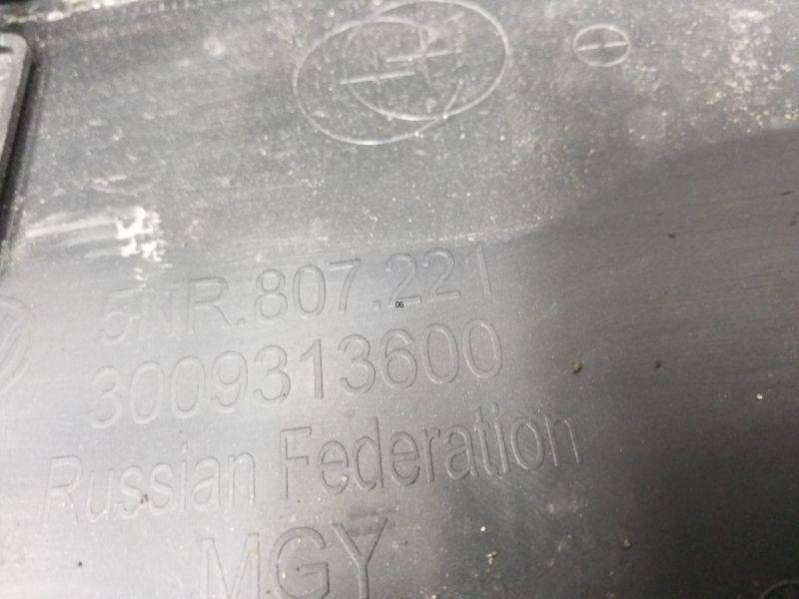 5NR.807.221
3009313600
Russian Federation
MGY